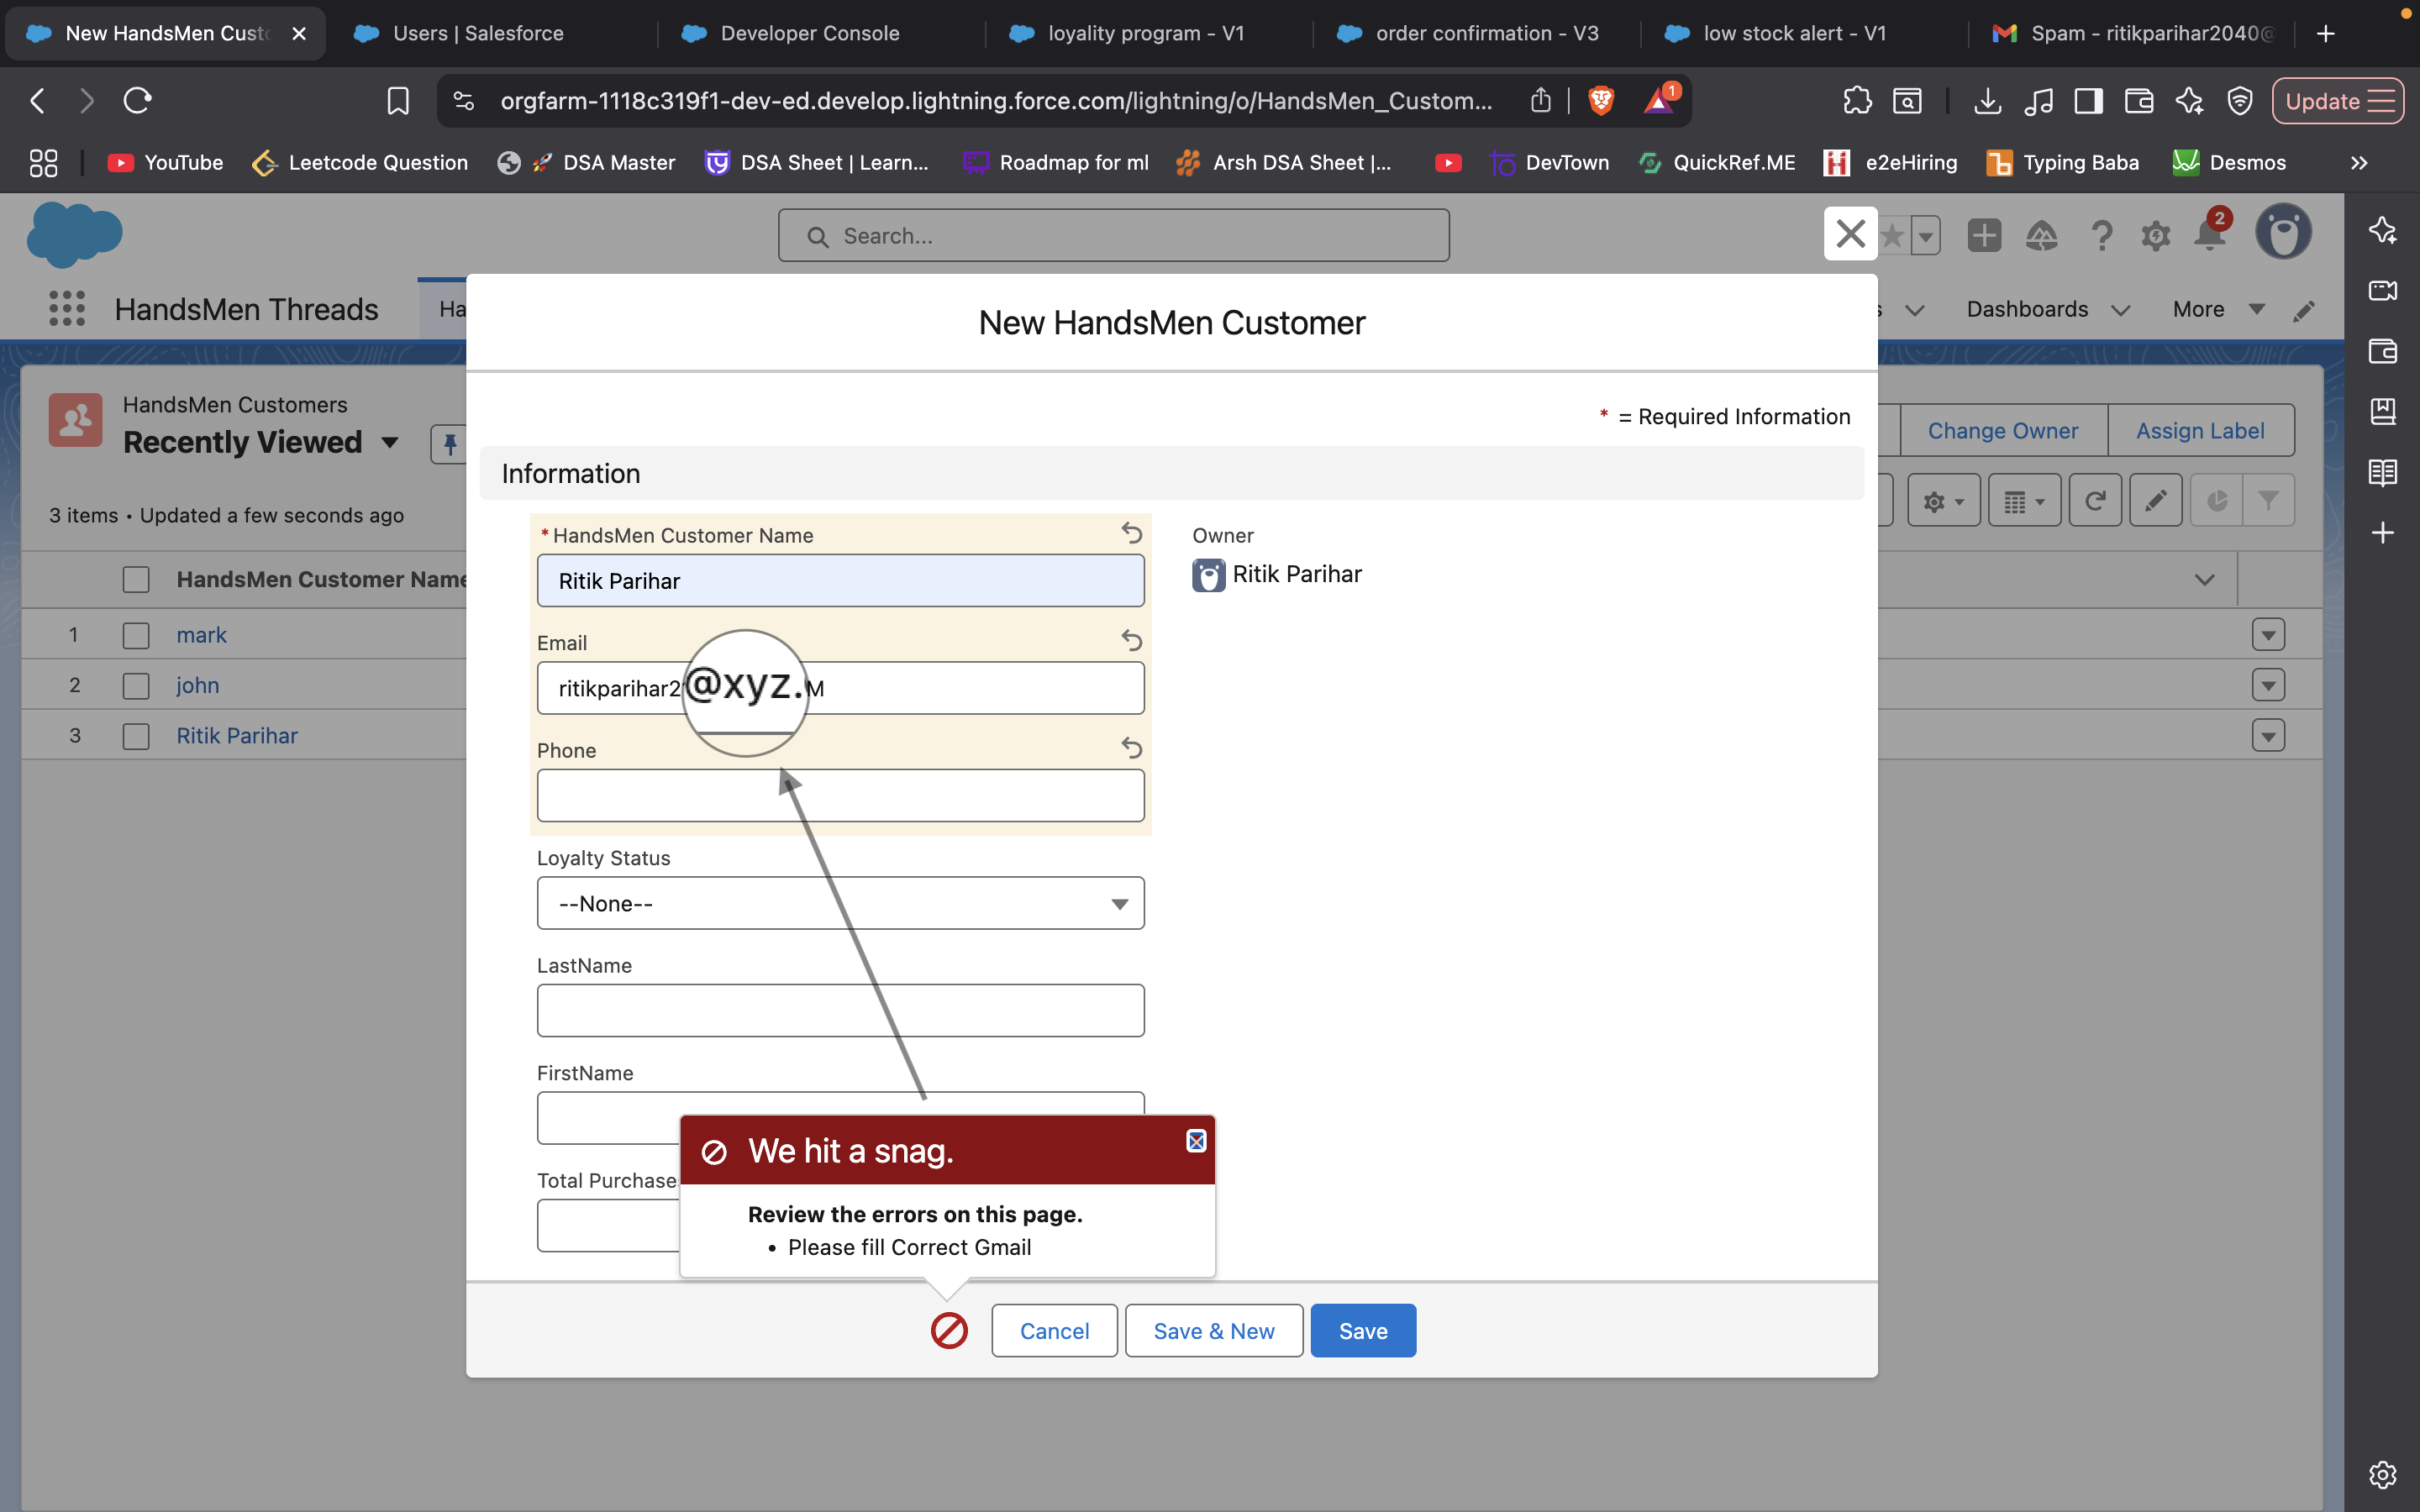 New HandsMen Custo
Users | Salesforce
Developer Console
loyality program - V1
order confirmation - V3
low stock alert - V1
Spam - ritikparihar2040@
orgfarm-1118c319f1-dev-ed.develop.lightning.force.com/lightning/o/HandsMen_Custom...
1
Update
YouTube
Leetcode Question
DSA Master
DSA Sheet | Learn...
Roadmap for ml
Arsh DSA Sheet |...
DevTown
QuickRef.ME
e2eHiring
Typing Baba
Desmos
Search...
2
HandsMen Threads
Ha
s
Dashboards
More
New HandsMen Customer
* = Required Information
HandsMen Customers
Recently Viewed
3 items • Updated a few seconds ago
Change Owner
Assign Label
Information
HandsMen Customer Name
1 mark
2 john
3 Ritik Parihar
* HandsMen Customer Name
Ritik Parihar
Owner
Ritik Parihar
Email
ritikparihar2@xyz.M
Phone
Loyalty Status
--None--
LastName
FirstName
Total Purchase
We hit a snag.
Review the errors on this page.
• Please fill Correct Gmail
Cancel
Save & New
Save